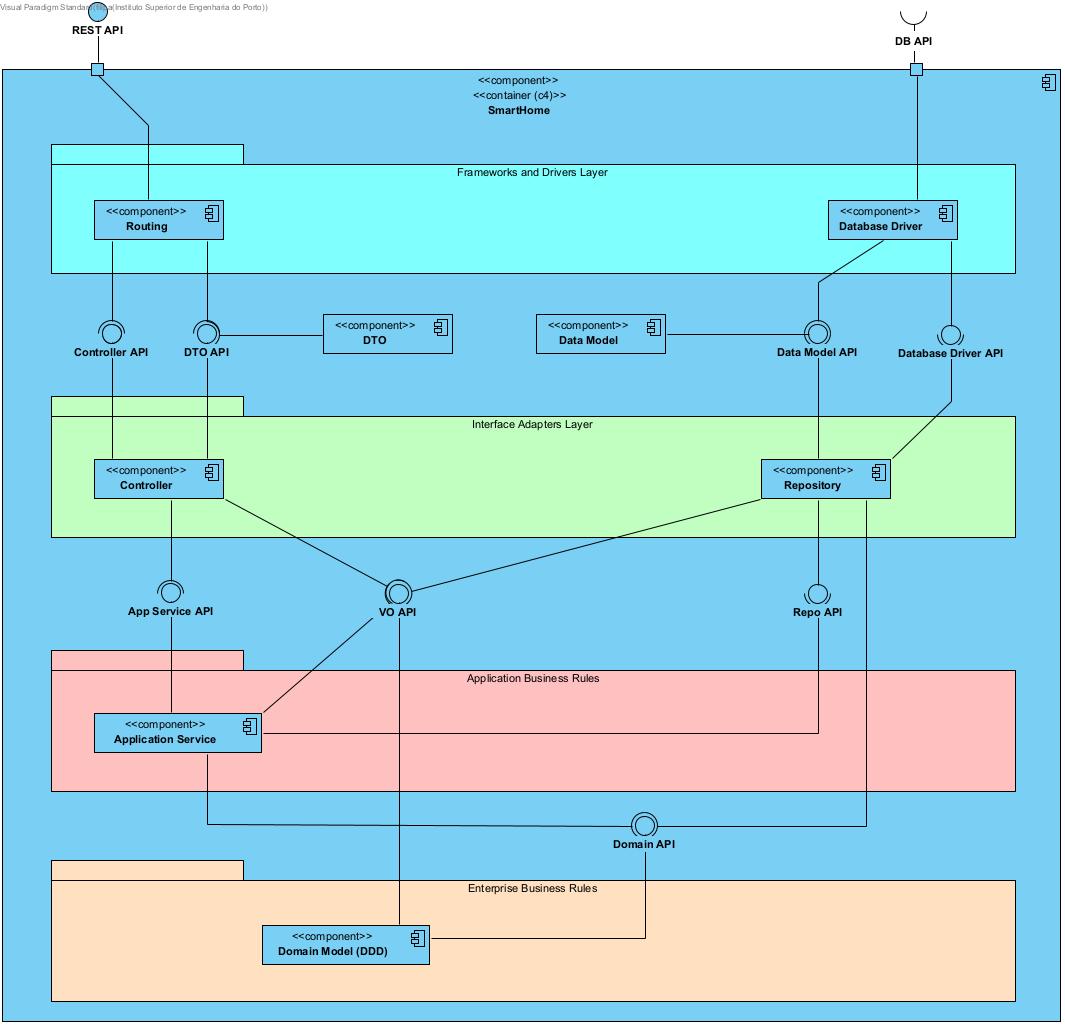 Visual Paradigm Standard(Nica(Instituto Superior de Engenharia do Porto))
REST API
DB API
<<component>>
<<container (c4)>>
SmartHome
Frameworks and Drivers Layer
<<component>>
Routing
<<component>>
Database Driver
<<component>>
DTO
<<component>>
Data Model
Controller API
DTO API
Data Model API
Database Driver API
Interface Adapters Layer
<<component>>
Controller
<<component>>
Repository
App Service API
VO API
Repo API
Application Business Rules
<<component>>
Application Service
Domain API
Enterprise Business Rules
<<component>>
Domain Model (DDD)